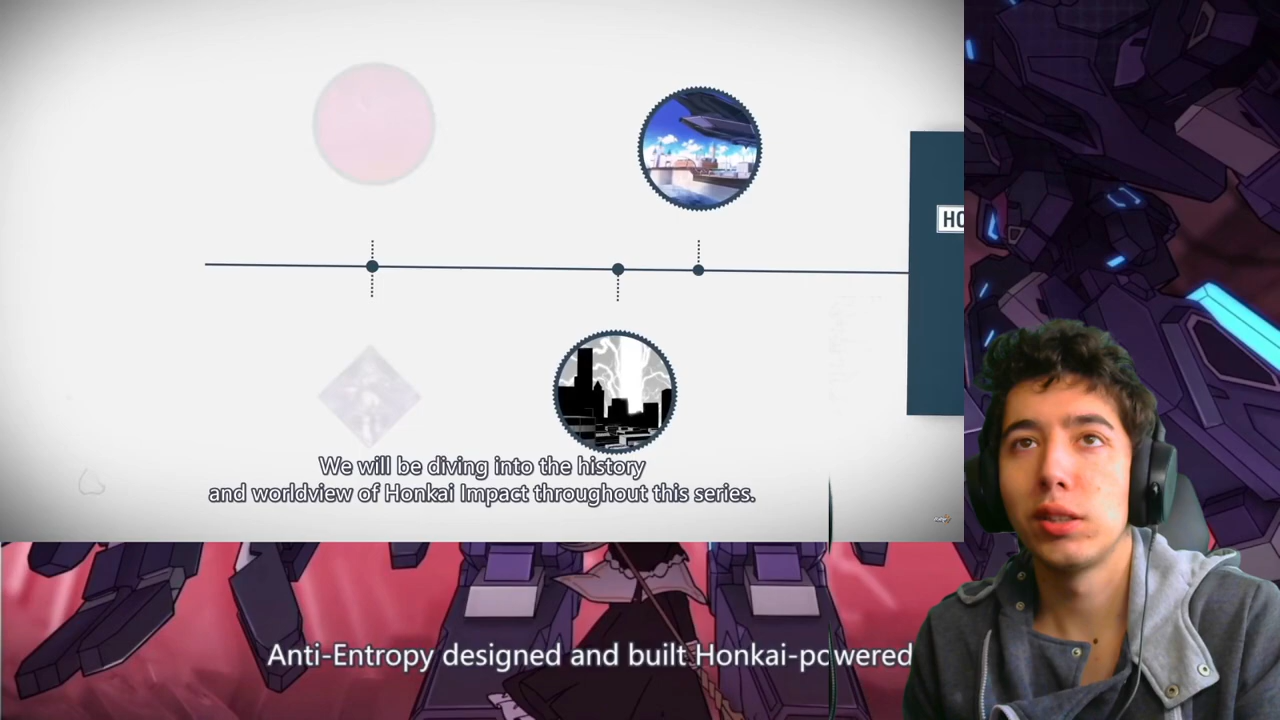 HO
We will be diving into the history
and worldview of Honkai Impact throughout this series.
Anti-Entropy designed and built Honkai-powered